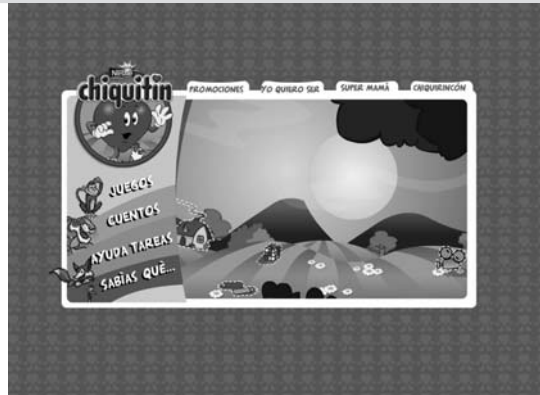 Nestlé
chiquitín
PROMOCIONES
YO QUIERO SER
SUPER MAMÁ
CHIQUIRINCÓN
JUEGOS
CUENTOS
AYUDA TAREAS
SABÍAS QUÉ...